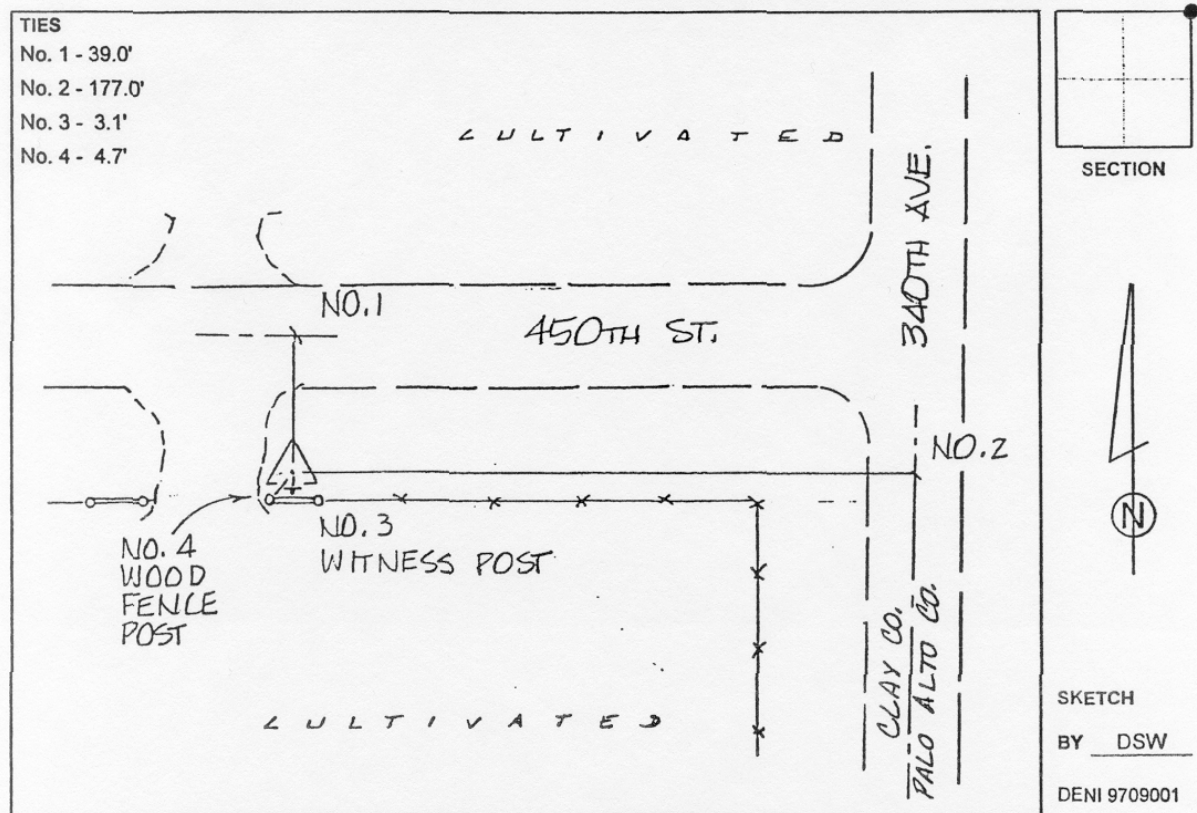 TIES
No. 1 - 39.0'
No. 2 - 177.0'
No. 3 - 3.1'
No. 4 - 4.7'
CULTIVATED
340TH AVE.
SECTION
NO.1
450TH ST.
NO.2
N
NO. 3
WITNESS POST
NO. 4
WOOD
FENCE
POST
CLAY CO.
PALO ALTO CO.
CULTIVATED
SKETCH
BY DSW
DENI 9709001